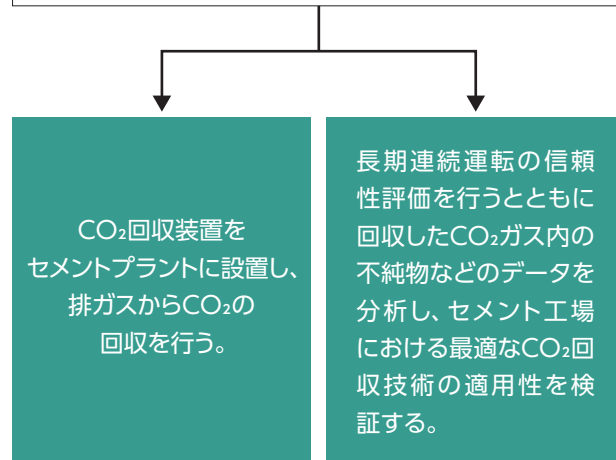 CO₂回収装置を
セメントプラントに設置し、
排ガスからCO₂の
回収を行う。
長期連続運転の信頼
性評価を行うとともに
回収したCO₂ガス内の
不純物などのデータを
分析し、セメント工場
における最適なCO₂回
収技術の適用性を検
証する。